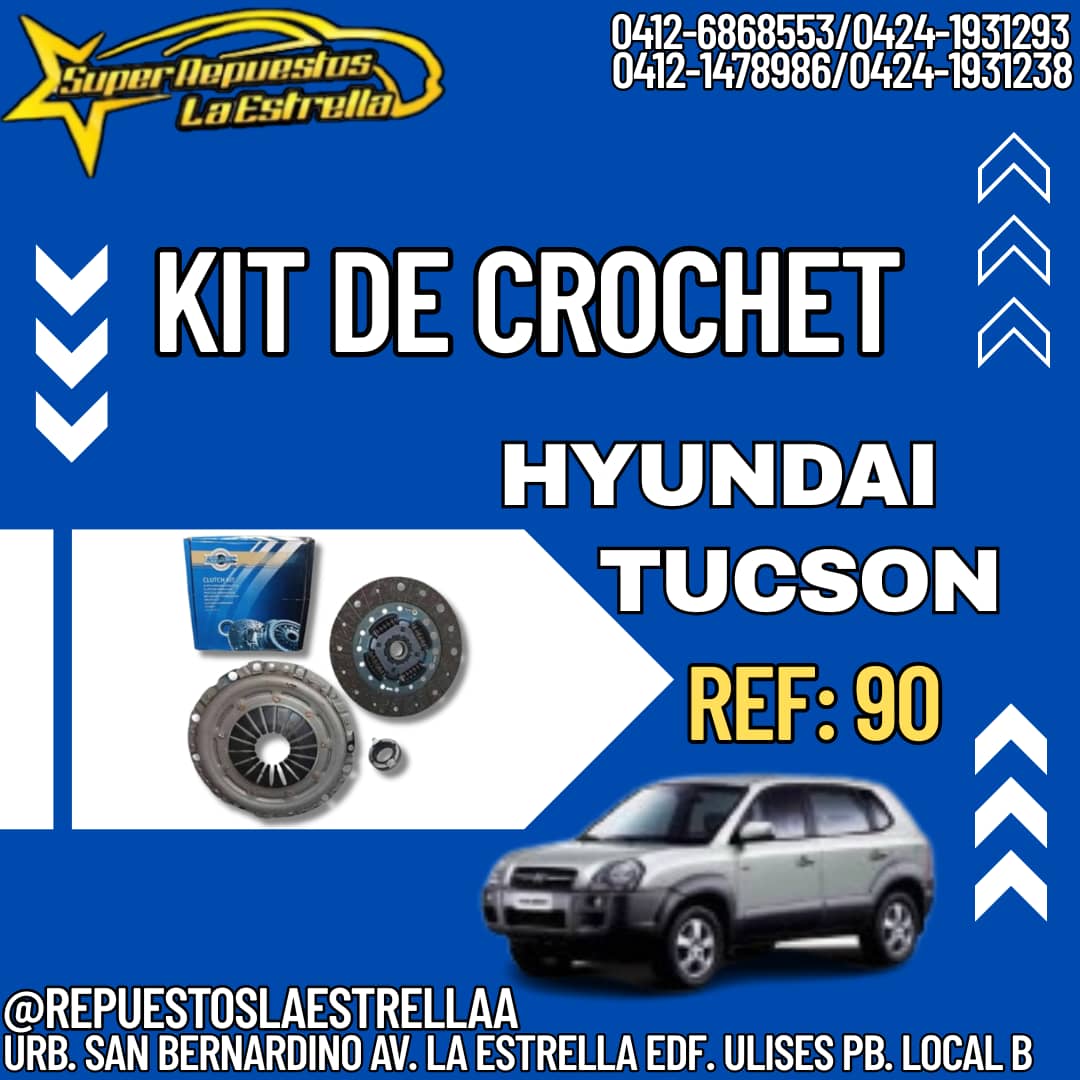 Super Repuestos
La Estrella
0412-6868553/0424-1931293
0412-1478986/0424-1931238
KIT DE CROCHET
HYUNDAI
TUCSON
CLUTCH KIT
REF: 90
@REPUESTOSLAESTRELLAA
URB. SAN BERNARDINO AV. LA ESTRELLA EDF. ULISES PB. LOCAL B